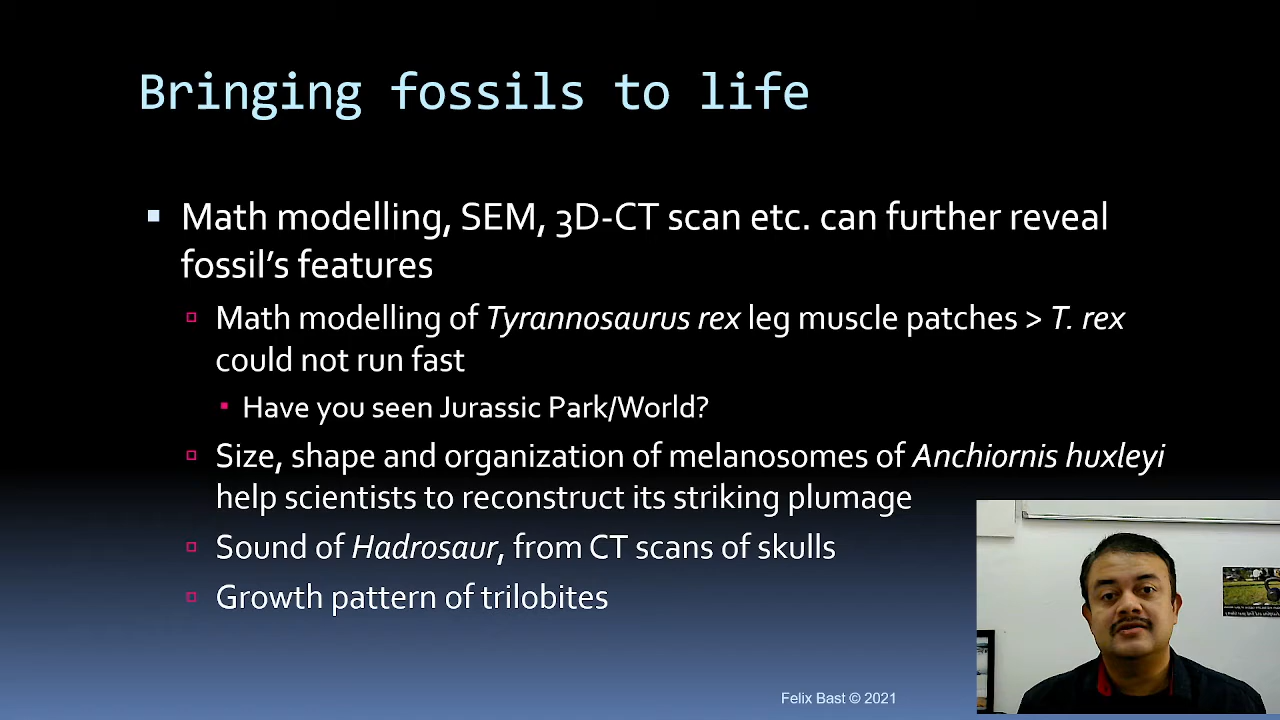 Bringing fossils to life
Math modelling, SEM, 3D-CT scan etc. can further reveal
fossil’s features
Math modelling of Tyrannosaurus rex leg muscle patches > T. rex
could not run fast
Have you seen Jurassic Park/World?
Size, shape and organization of melanosomes of Anchiornis huxleyi
help scientists to reconstruct its striking plumage
Sound of Hadrosaur, from CT scans of skulls
Growth pattern of trilobites
Felix Bast © 2021